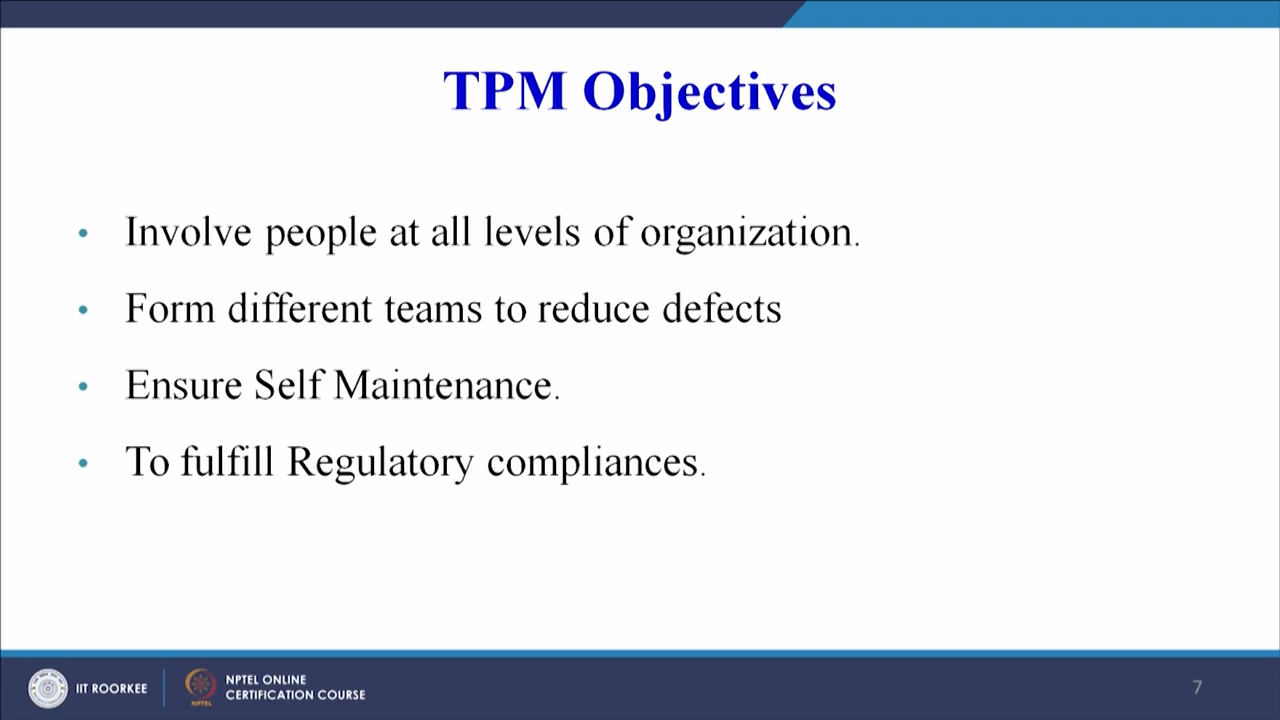 TPM Objectives
• Involve people at all levels of organization.
• Form different teams to reduce defects
• Ensure Self Maintenance.
• To fulfill Regulatory compliances.
IIT ROORKEE
NPTEL
NPTEL ONLINE
CERTIFICATION COURSE
7